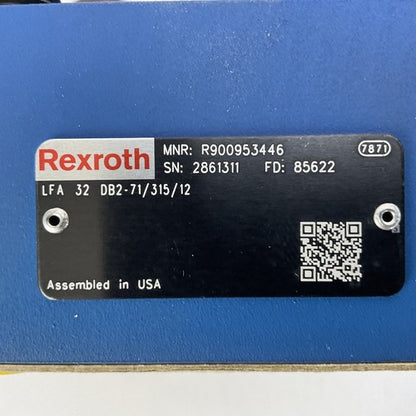 Rexroth
MNR: R900953446
7871
SN: 2861311 FD: 85622
LFA 32 DB2-71/315/12
Assembled in USA